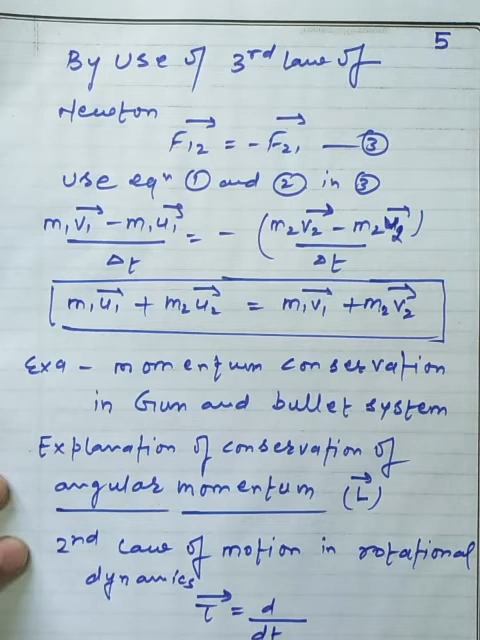 5
By use of 3rd law of
Newton
F₁₂→ = - F₂₁→ — ③
use eqⁿ ① and ② in ③
(m₁v₁→ - m₁u₁→)/Δt = - (m₂v₂→ - m₂u₂→)/Δt
m₁u₁→ + m₂u₂→ = m₁v₁→ + m₂v₂→
Exa - momentum conservation
in Gun and bullet system
Explanation of conservation of
angular momentum (L→)
2nd law of motion in rotational
dynamics
τ→ = d/dt